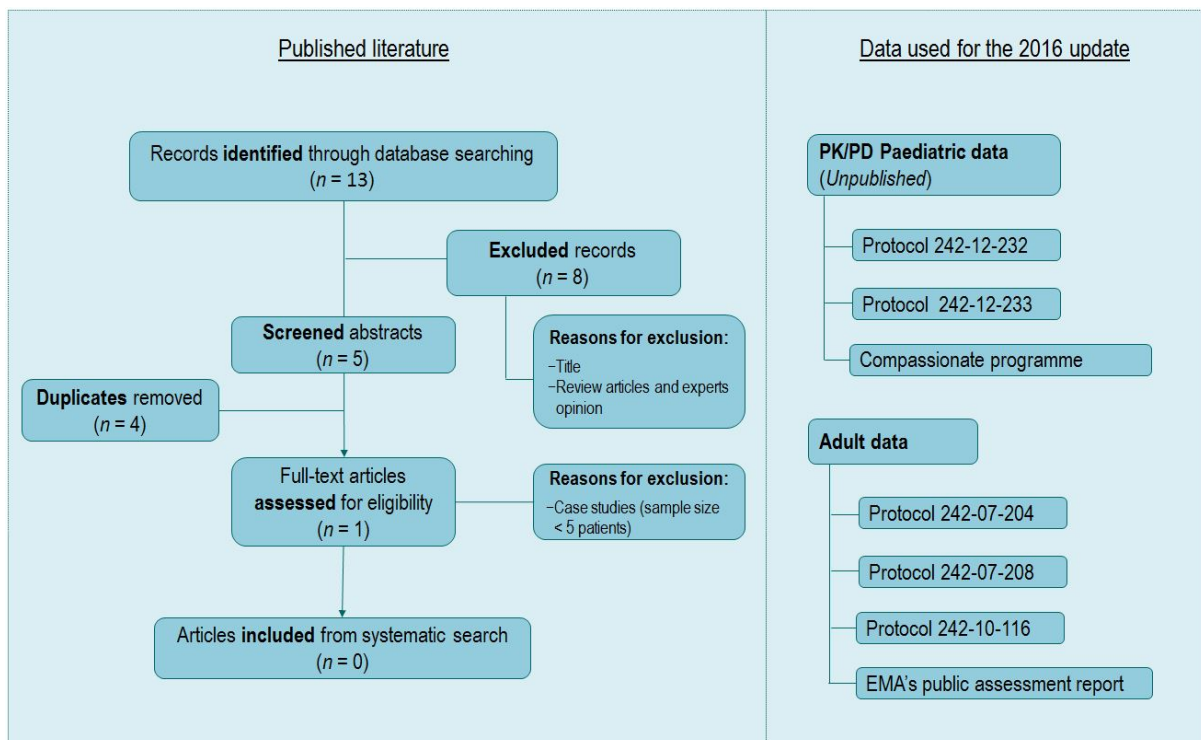 Published literature
Records identified through database searching
(n = 13)
Excluded records
(n = 8)
Screened abstracts
(n = 5)
Reasons for exclusion:
−Title
−Review articles and experts
opinion
Duplicates removed
(n = 4)
Full-text articles
assessed for eligibility
(n = 1)
Reasons for exclusion:
−Case studies (sample size
< 5 patients)
Articles included from systematic search
(n = 0)
Data used for the 2016 update
PK/PD Paediatric data
(Unpublished)
Protocol 242-12-232
Protocol 242-12-233
Compassionate programme
Adult data
Protocol 242-07-204
Protocol 242-07-208
Protocol 242-10-116
EMA's public assessment report